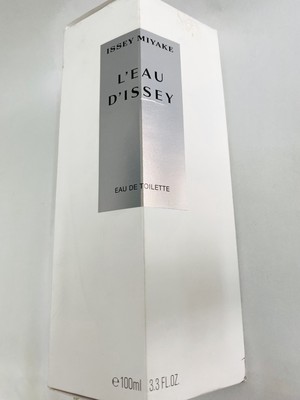 ISSEY MIYAKE
L'EAU
D'ISSEY
EAU DE TOILETTE
℮100ml 3.3 FL.OZ.